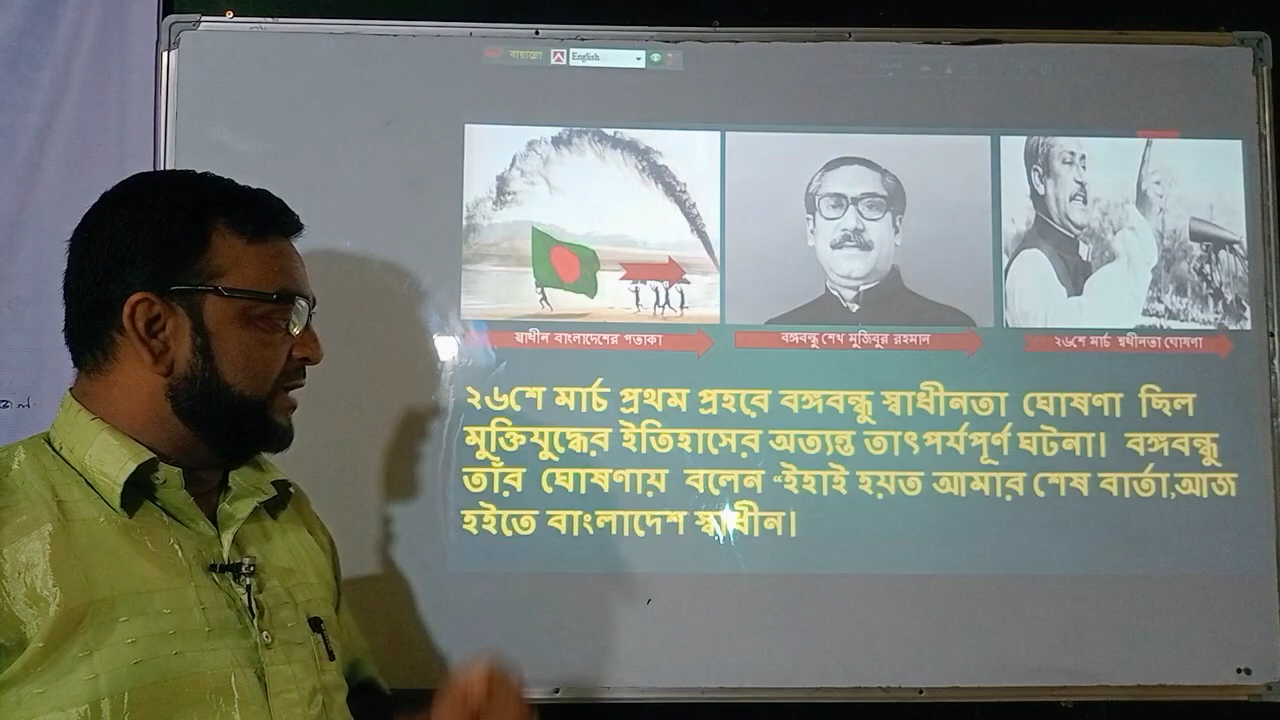 বায়ান্নো English
স্বাধীন বাংলাদেশের পতাকা
বঙ্গবন্ধু শেখ মুজিবুর রহমান
২৬শে মার্চ স্বধীনতা ঘোষণা
২৬শে মার্চ প্রথম প্রহরে বঙ্গবন্ধু স্বাধীনতা ঘোষণা ছিল
মুক্তিযুদ্ধের ইতিহাসের অত্যন্ত তাৎপর্যপূর্ণ ঘটনা। বঙ্গবন্ধু
তাঁর ঘোষণায় বলেন “ইহাই হয়ত আমার শেষ বার্তা,আজ
হইতে বাংলাদেশ স্বাধীন।